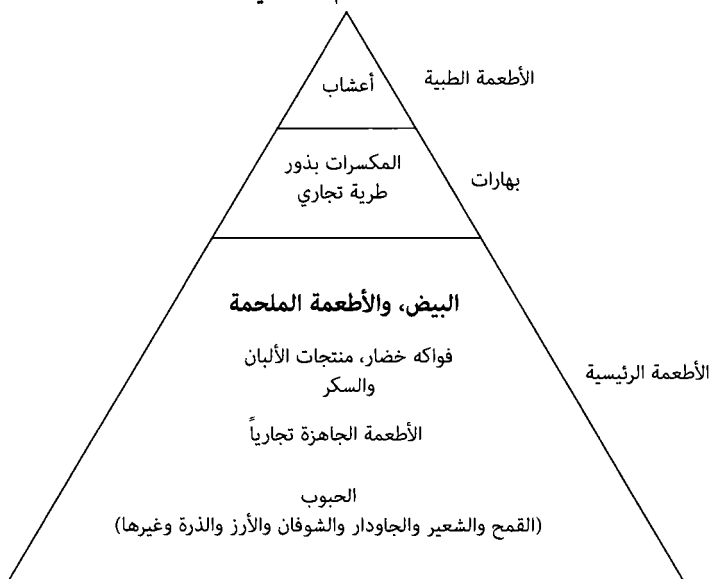 أعشاب
الأطعمة الطبية
المكسرات بذور
طرية تجاري
بهارات
البيض، والأطعمة الملحمة
فواكه خضار، منتجات الألبان
والسكر
الأطعمة الرئيسية
الأطعمة الجاهزة تجارياً
الحبوب
(القمح والشعير والجاودار والشوفان والأرز والذرة وغيرها)